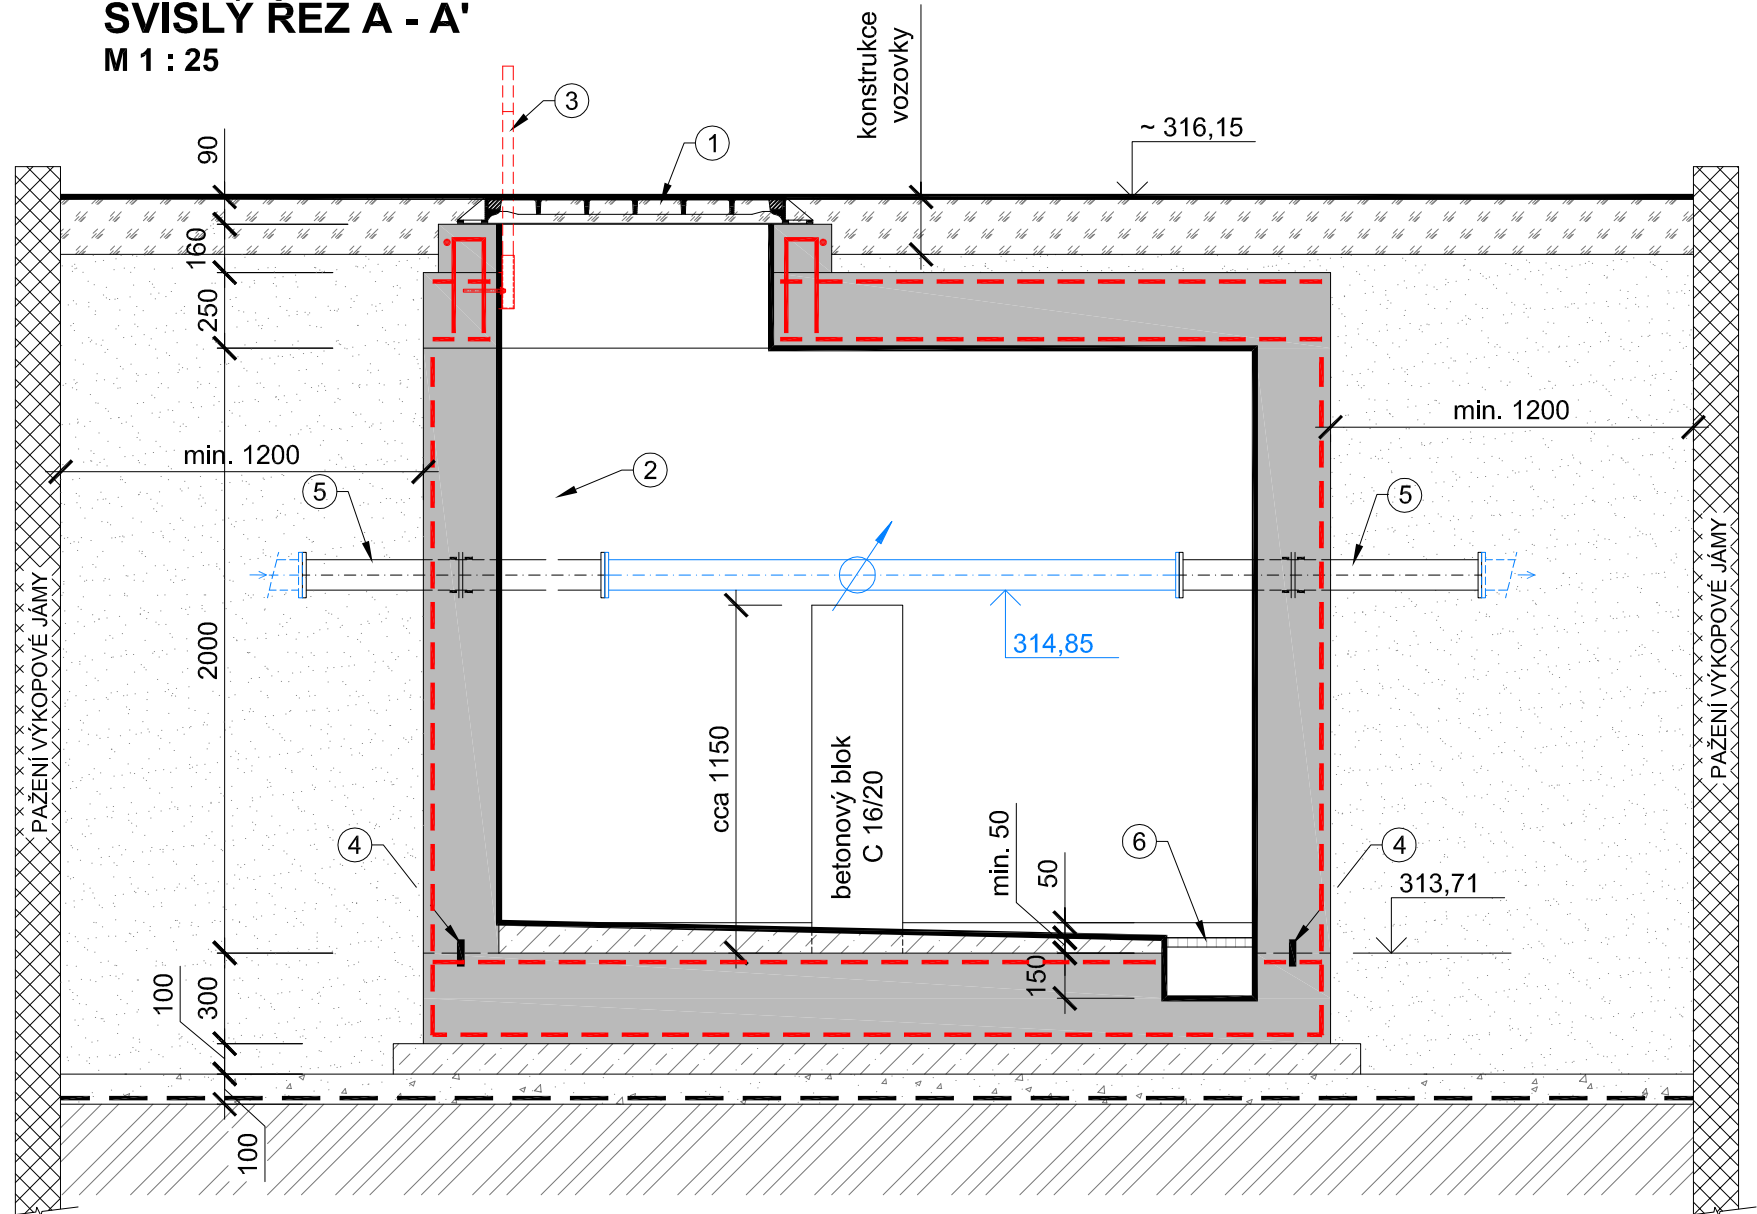 SVISLÝ ŘEZ A - A'
M 1 : 25
konstrukce
vozovky
~ 316,15
3
1
90
160
250
min. 1200
min. 1200
2
5
5
314,85
2000
PAŽENÍ VÝKOPOVÉ JÁMY
PAŽENÍ VÝKOPOVÉ JÁMY
cca 1150
betonový blok
C 16/20
min. 50
50
6
4
4
313,71
150
100
300
100